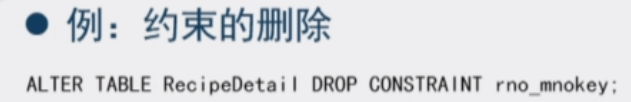 ● 例：约束的删除
ALTER TABLE RecipeDetail DROP CONSTRAINT rno_mnokey;